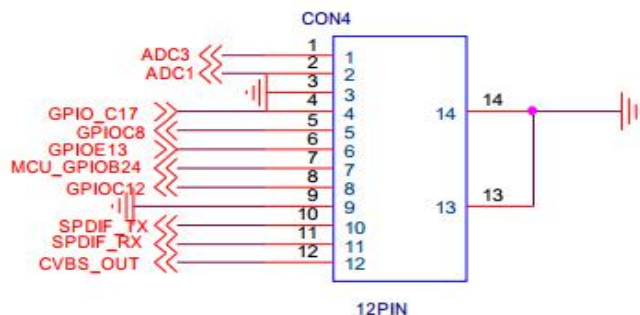 CON4
ADC3 1 1
ADC1 2 2
3 3
GPIO_C17 4 4 14 14
GPIOC8 5 5
GPIOE13 6 6
MCU_GPIOB24 7 7
GPIOC12 8 8
9 9 13 13
SPDIF_TX 10 10
SPDIF_RX 11 11
CVBS_OUT 12 12
12PIN